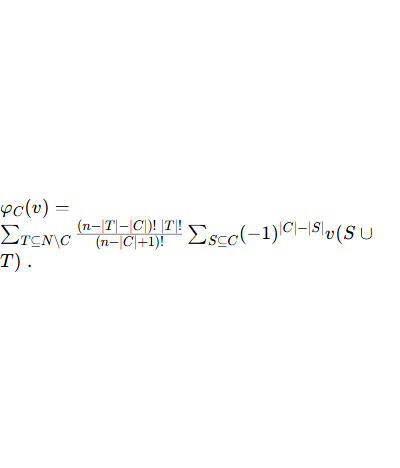 φ_C(v) =
∑_{T⊆N\C} \frac{(n−|T|−|C|)! |T|!}{(n−|C|+1)!} ∑_{S⊆C}(−1)^{|C|−|S|}v(S ∪
T) .